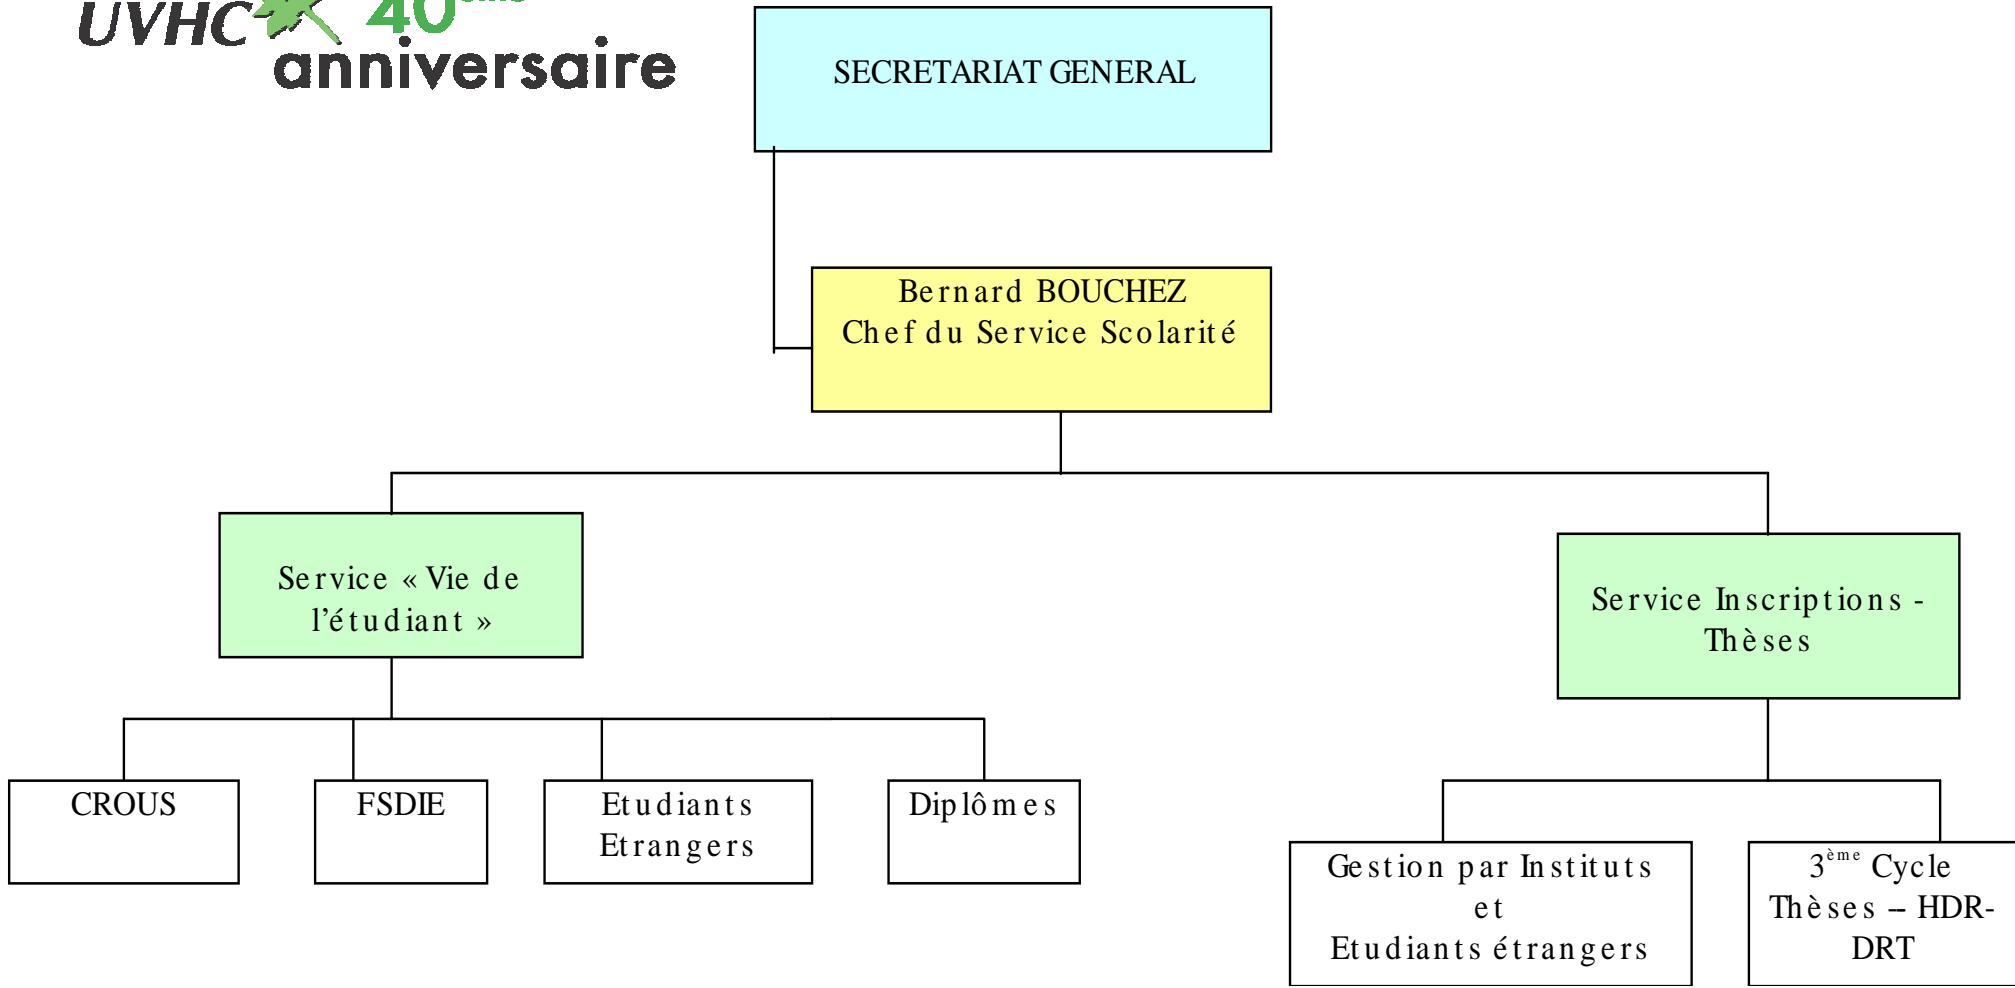 UVHC 40ème
anniversaire
SECRETARIAT GENERAL
Bernard BOUCHEZ
Chef du Service Scolarité
Service « Vie de
l’étudiant »
Service Inscriptions -
Thèses
CROUS
FSDIE
Etudiants
Etrangers
Diplômes
Gestion par Instituts
et
Etudiants étrangers
3ème Cycle
Thèses – HDR-
DRT